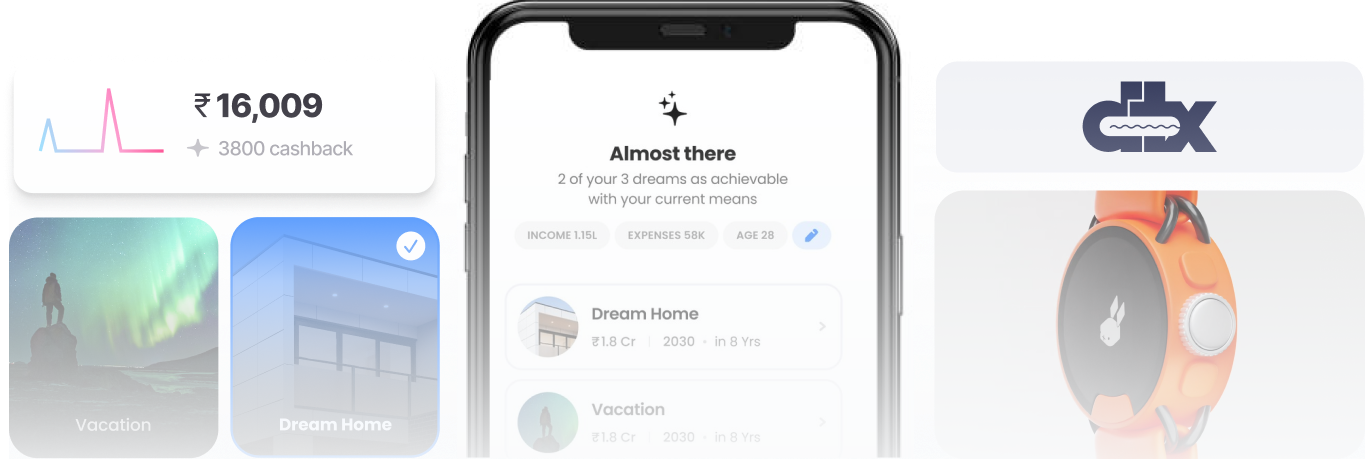 ₹ 16,009
3800 cashback
Vacation
Dream Home
Almost there
2 of your 3 dreams as achievable
with your current means
INCOME 1.15L
EXPENSES 58K
AGE 28
Dream Home
₹1.8 Cr | 2030 • in 8 Yrs
Vacation
₹1.8 Cr | 2030 • in 8 Yrs
dbx